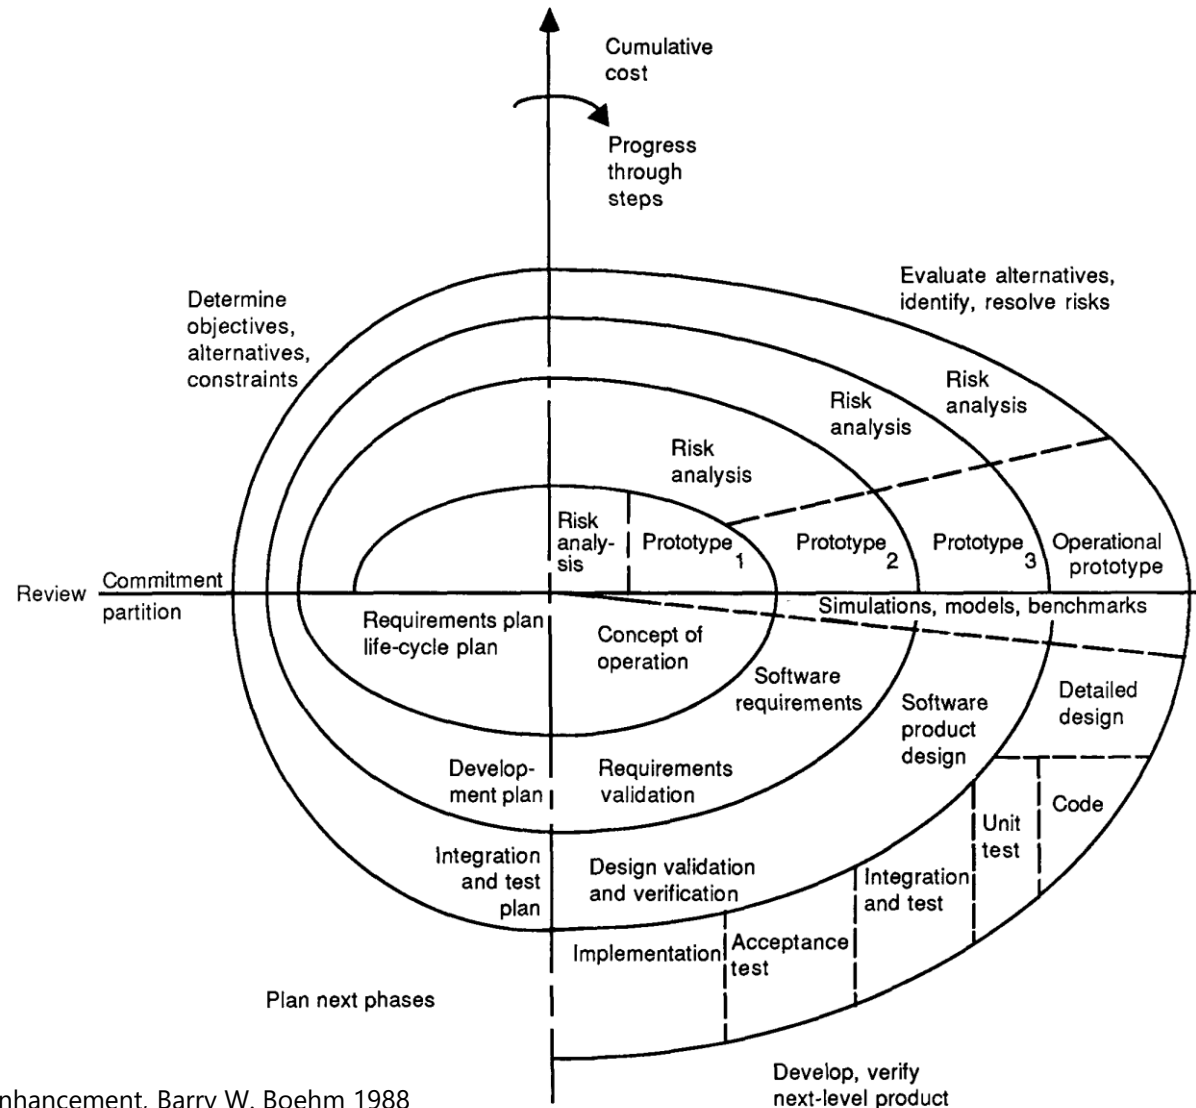 Cumulative
cost
Progress
through
steps
Determine
objectives,
alternatives,
constraints
Evaluate alternatives,
identify, resolve risks
Risk
analysis
Risk
analysis
Risk
analysis
Risk
analy-
sis
Prototype 1
Prototype 2
Prototype 3
Operational
prototype
Review
Commitment
partition
Simulations, models, benchmarks
Requirements plan
life-cycle plan
Concept of
operation
Software
requirements
Software
product
design
Detailed
design
Develop-
ment plan
Requirements
validation
Code
Unit
test
Integration
and test
plan
Design validation
and verification
Integration
and test
Acceptance
test
Implementation
Plan next phases
Develop, verify
next-level product
nhancement, Barry W. Boehm 1988